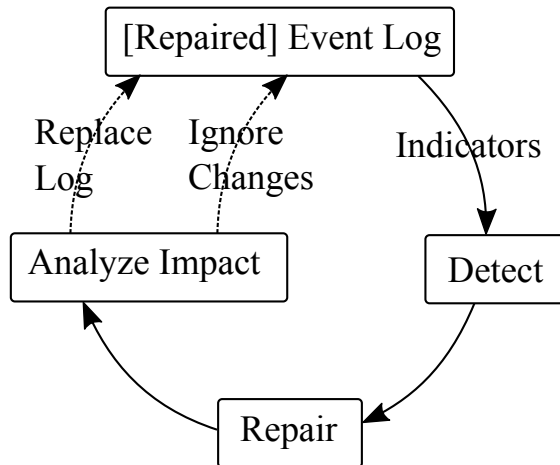 [Repaired] Event Log
Replace
Log
Ignore
Changes
Indicators
Analyze Impact
Detect
Repair